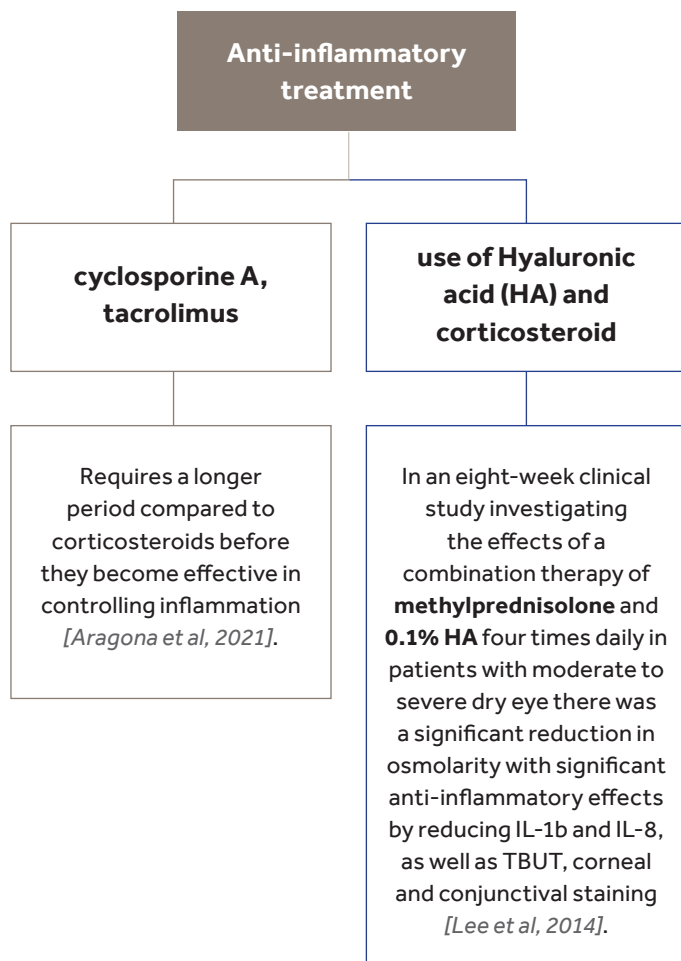 Anti-inflammatory
treatment
cyclosporine A,
tacrolimus
use of Hyaluronic
acid (HA) and
corticosteroid
Requires a longer
period compared to
corticosteroids before
they become effective in
controlling inflammation
[Aragona et al, 2021].
In an eight-week clinical
study investigating
the effects of a
combination therapy of
methylprednisolone and
0.1% HA four times daily in
patients with moderate to
severe dry eye there was
a significant reduction in
osmolarity with significant
anti-inflammatory effects
by reducing IL-1b and IL-8,
as well as TBUT, corneal
and conjunctival staining
[Lee et al, 2014].